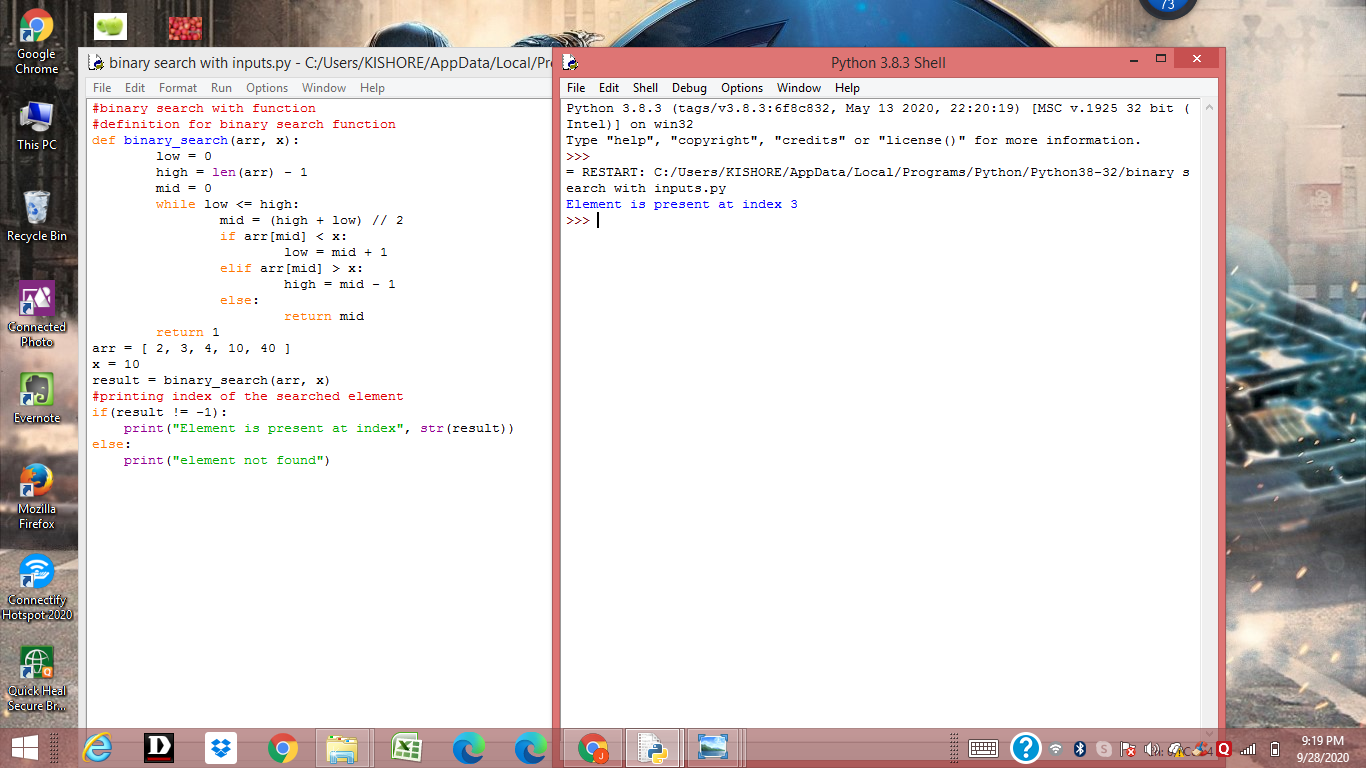 73
Google
Chrome
This PC
Recycle Bin
Connected
Photo
Evernote
Mozilla
Firefox
Connectify
Hotspot 2020
Quick Heal
Secure Br...
binary search with inputs.py - C:/Users/KISHORE/AppData/Local/Pr
File Edit Format Run Options Window Help
#binary search with function
#definition for binary search function
def binary_search(arr, x):
        low = 0
        high = len(arr) - 1
        mid = 0
        while low <= high:
                mid = (high + low) // 2
                if arr[mid] < x:
                        low = mid + 1
                elif arr[mid] > x:
                        high = mid - 1
                else:
                        return mid
        return 1
arr = [ 2, 3, 4, 10, 40 ]
x = 10
result = binary_search(arr, x)
#printing index of the searched element
if(result != -1):
    print("Element is present at index", str(result))
else:
    print("element not found")
Python 3.8.3 Shell
File Edit Shell Debug Options Window Help
Python 3.8.3 (tags/v3.8.3:6f8c832, May 13 2020, 22:20:19) [MSC v.1925 32 bit (
Intel)] on win32
Type "help", "copyright", "credits" or "license()" for more information.
>>>
= RESTART: C:/Users/KISHORE/AppData/Local/Programs/Python/Python38-32/binary s
earch with inputs.py
Element is present at index 3
>>>
9:19 PM
9/28/2020